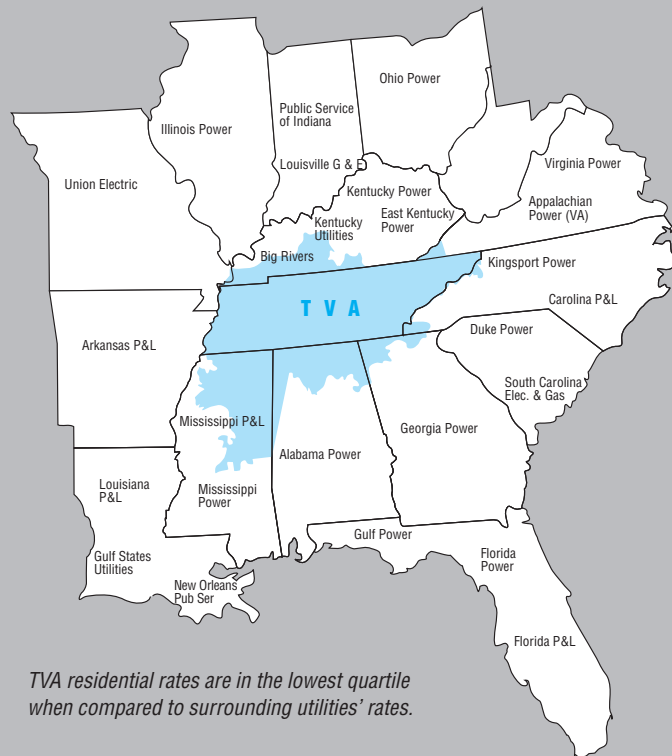 Ohio Power
Public Service
of Indiana
Illinois Power
Louisville G & E
Virginia Power
Union Electric
Kentucky Power
Appalachian
Power (VA)
East Kentucky
Power
Kentucky
Utilities
Big Rivers
Kingsport Power
T V A
Carolina P&L
Duke Power
Arkansas P&L
South Carolina
Elec. & Gas
Mississippi P&L
Georgia Power
Alabama Power
Louisiana
P&L
Mississippi
Power
Gulf Power
Gulf States
Utilities
Florida
Power
New Orleans
Pub Ser
Florida P&L
TVA residential rates are in the lowest quartile
when compared to surrounding utilities’ rates.